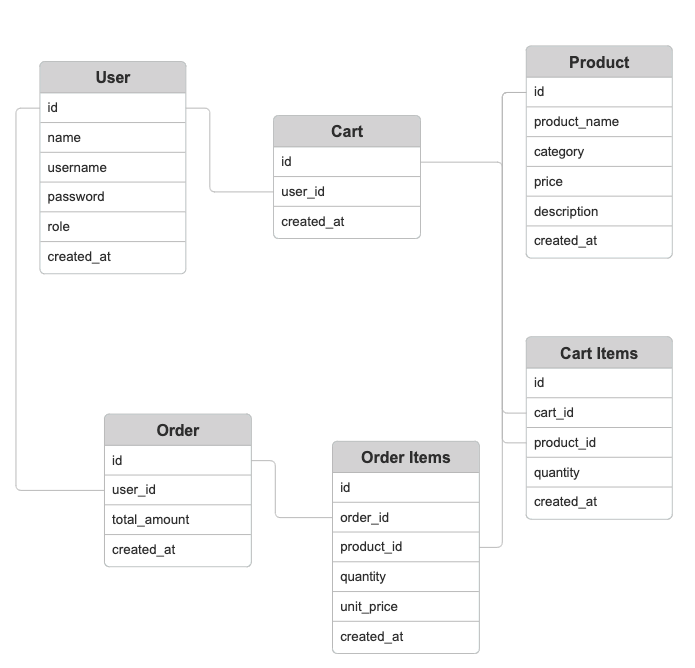 User
id
name
username
password
role
created_at
Cart
id
user_id
created_at
Product
id
product_name
category
price
description
created_at
Cart Items
id
cart_id
product_id
quantity
created_at
Order
id
user_id
total_amount
created_at
Order Items
id
order_id
product_id
quantity
unit_price
created_at